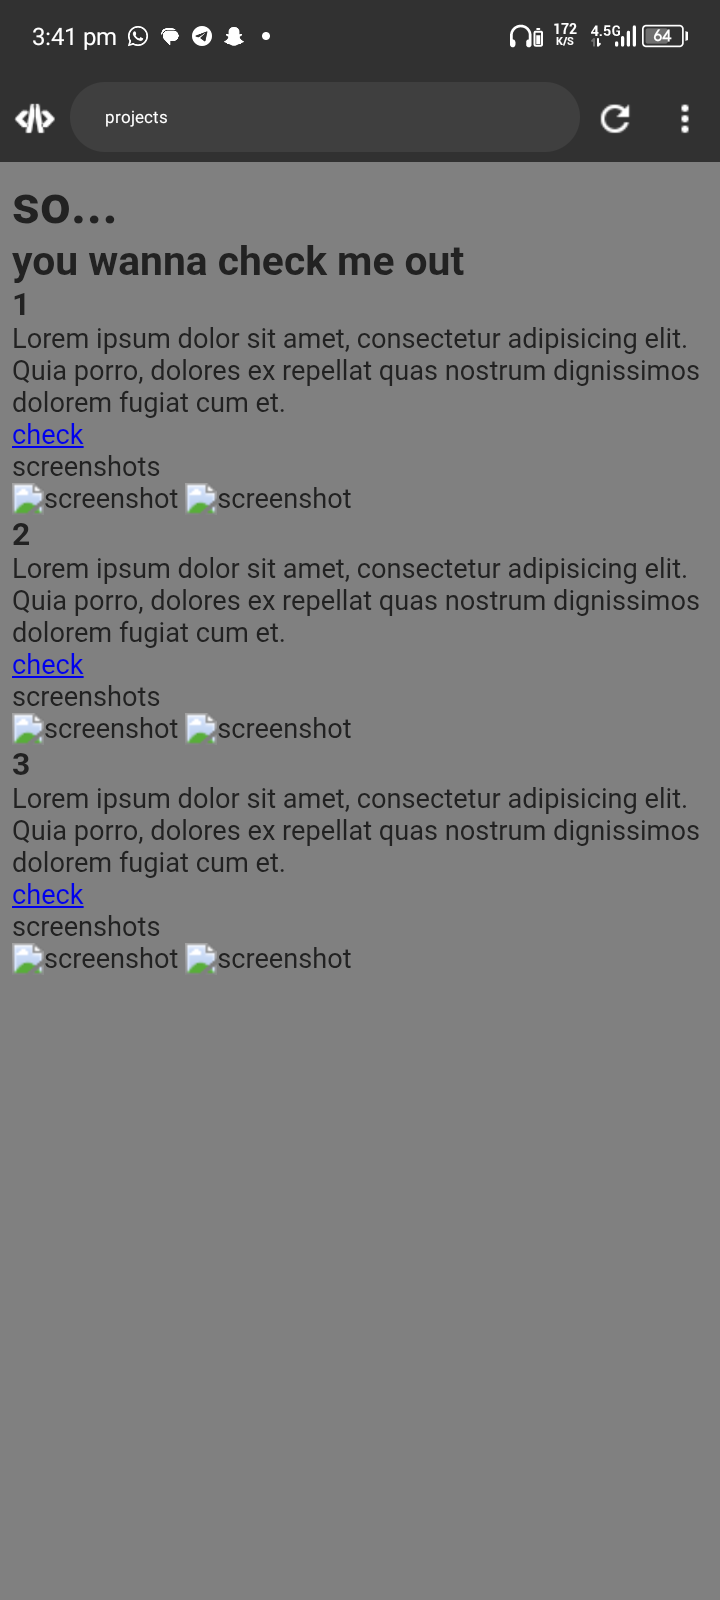 3:41 pm
172
K/S
4.5G
64
projects
so...
you wanna check me out
1
Lorem ipsum dolor sit amet, consectetur adipisicing elit.
Quia porro, dolores ex repellat quas nostrum dignissimos
dolorem fugiat cum et.
check
screenshots
screenshot screenshot
2
Lorem ipsum dolor sit amet, consectetur adipisicing elit.
Quia porro, dolores ex repellat quas nostrum dignissimos
dolorem fugiat cum et.
check
screenshots
screenshot screenshot
3
Lorem ipsum dolor sit amet, consectetur adipisicing elit.
Quia porro, dolores ex repellat quas nostrum dignissimos
dolorem fugiat cum et.
check
screenshots
screenshot screenshot